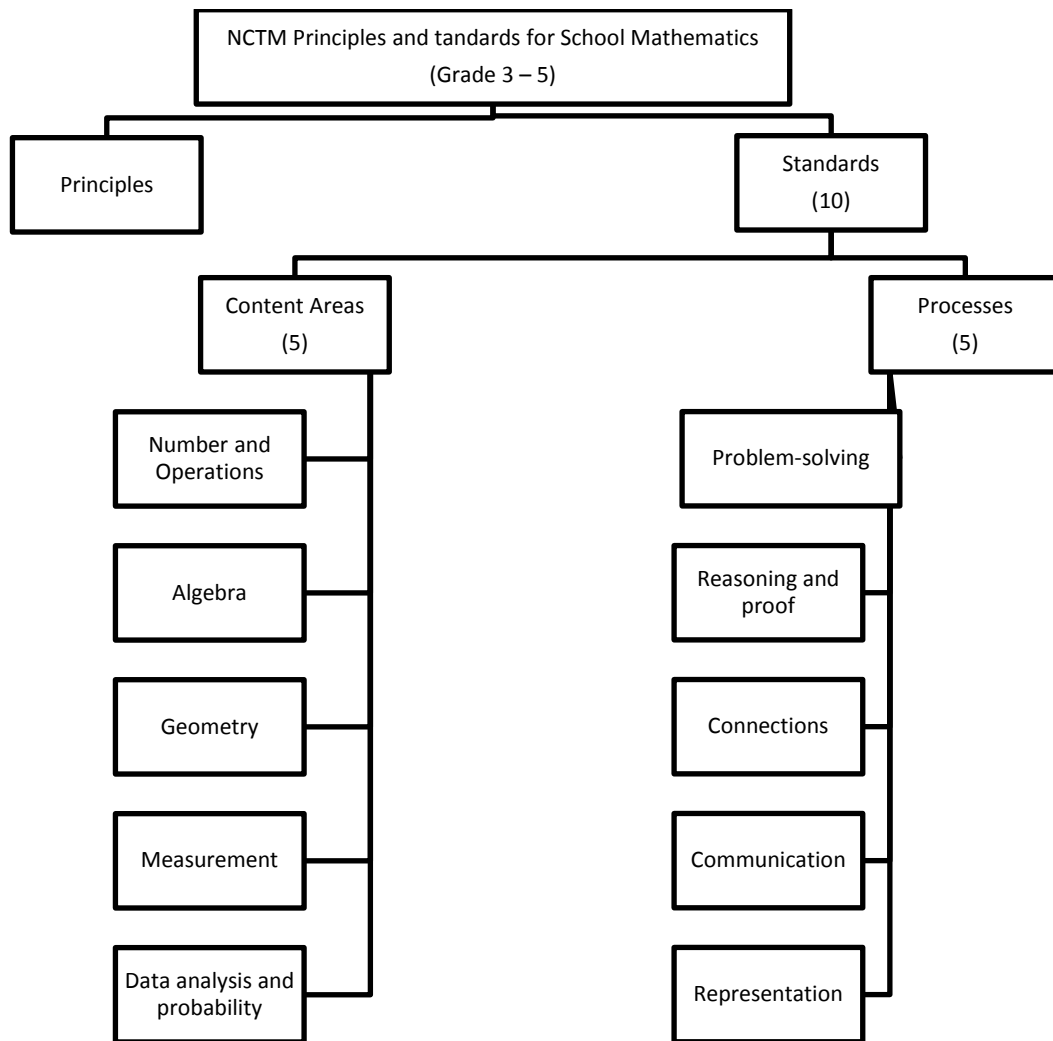 NCTM Principles and tandards for School Mathematics
(Grade 3 – 5)
Principles
Standards
(10)
Content Areas
(5)
Processes
(5)
Number and
Operations
Problem-solving
Algebra
Reasoning and
proof
Geometry
Connections
Measurement
Communication
Data analysis and
probability
Representation